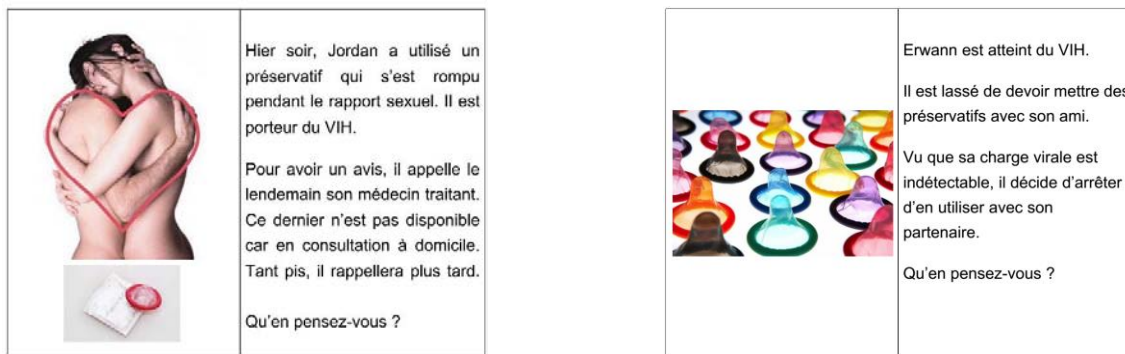 Hier soir, Jordan a utilisé un
préservatif qui s'est rompu
pendant le rapport sexuel. Il est
porteur du VIH.
Pour avoir un avis, il appelle le
lendemain son médecin traitant.
Ce dernier n'est pas disponible
car en consultation à domicile.
Tant pis, il rappellera plus tard.
Qu'en pensez-vous ?
Erwann est atteint du VIH.
Il est lassé de devoir mettre des
préservatifs avec son ami.
Vu que sa charge virale est
indétectable, il décide d'arrêter
d'en utiliser avec son
partenaire.
Qu'en pensez-vous ?